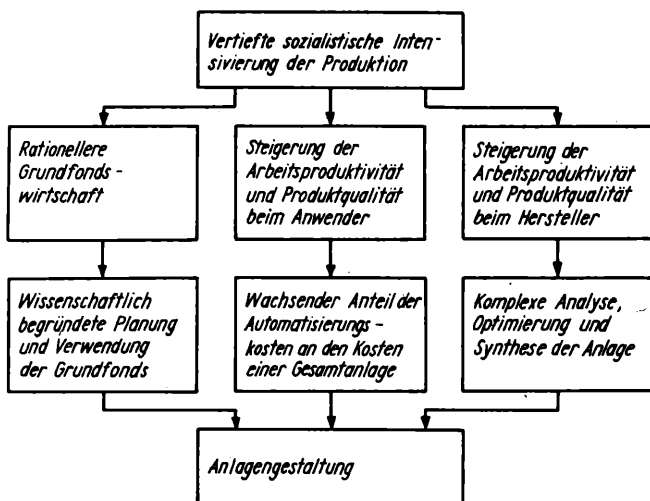 Vertiefte sozialistische Inten-
sivierung der Produktion
Rationellere
Grundfonds-
wirtschaft
Steigerung der
Arbeitsproduktivität
und Produktqualität
beim Anwender
Steigerung der
Arbeitsproduktivität
und Produktqualität
beim Hersteller
Wissenschaftlich
begründete Planung
und Verwendung
der Grundfonds
Wachsender Anteil der
Automatisierungs-
kosten an den Kosten
einer Gesamtanlage
Komplexe Analyse,
Optimierung und
Synthese der Anlage
Anlagengestaltung